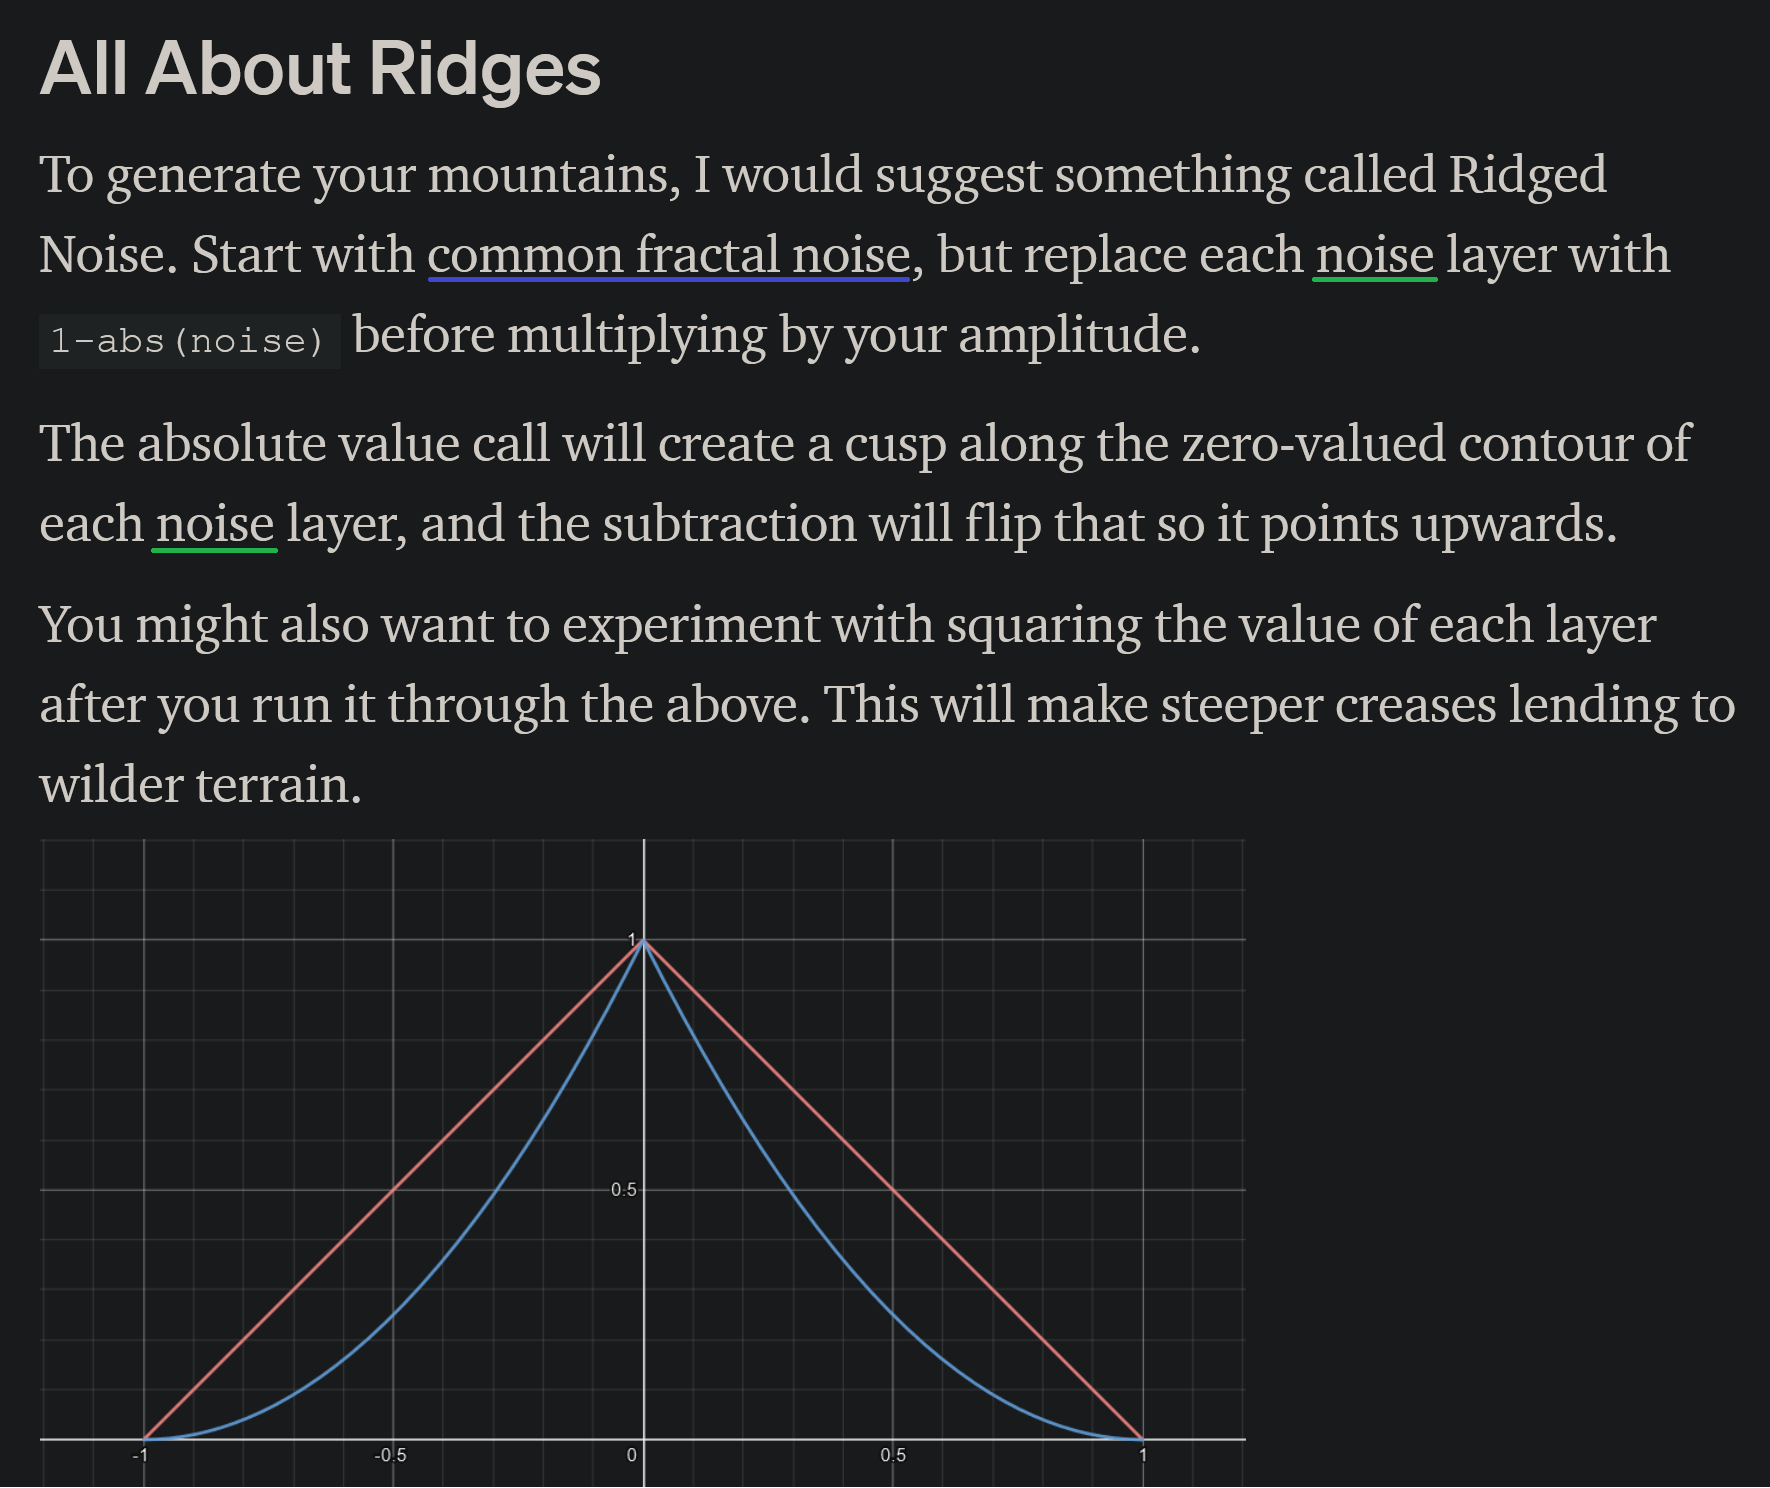 All About Ridges
To generate your mountains, I would suggest something called Ridged
Noise. Start with common fractal noise, but replace each noise layer with
1-abs(noise) before multiplying by your amplitude.
The absolute value call will create a cusp along the zero-valued contour of
each noise layer, and the subtraction will flip that so it points upwards.
You might also want to experiment with squaring the value of each layer
after you run it through the above. This will make steeper creases lending to
wilder terrain.
1
0.5
-1 -0.5 0 0.5 1